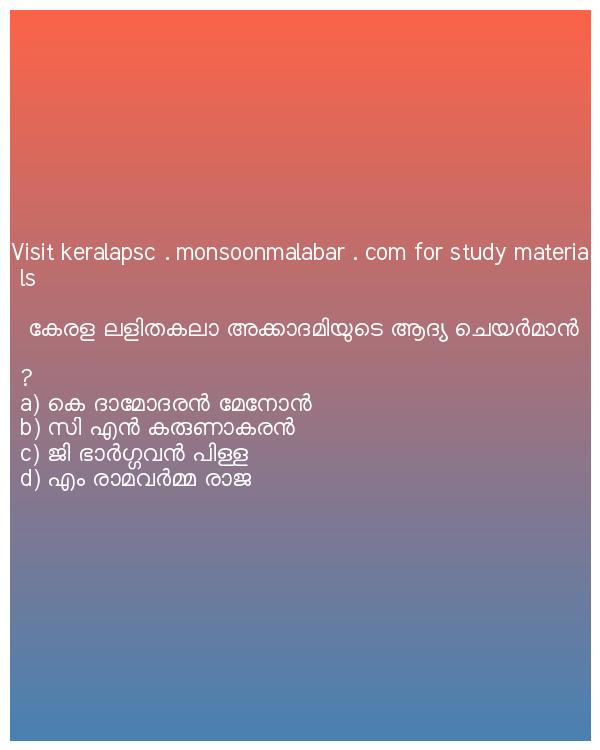 Visit keralapsc . monsoonmalabar . com for study materia
ls
കേരള ലളിതകലാ അക്കാദമിയുടെ ആദ്യ ചെയർമാൻ
?
a) കെ ദാമോദരൻ മേനോൻ
b) സി എൻ കരുണാകരൻ
c) ജി ഭാർഗ്ഗവൻ പിള്ള
d) എം രാമവർമ്മ രാജ